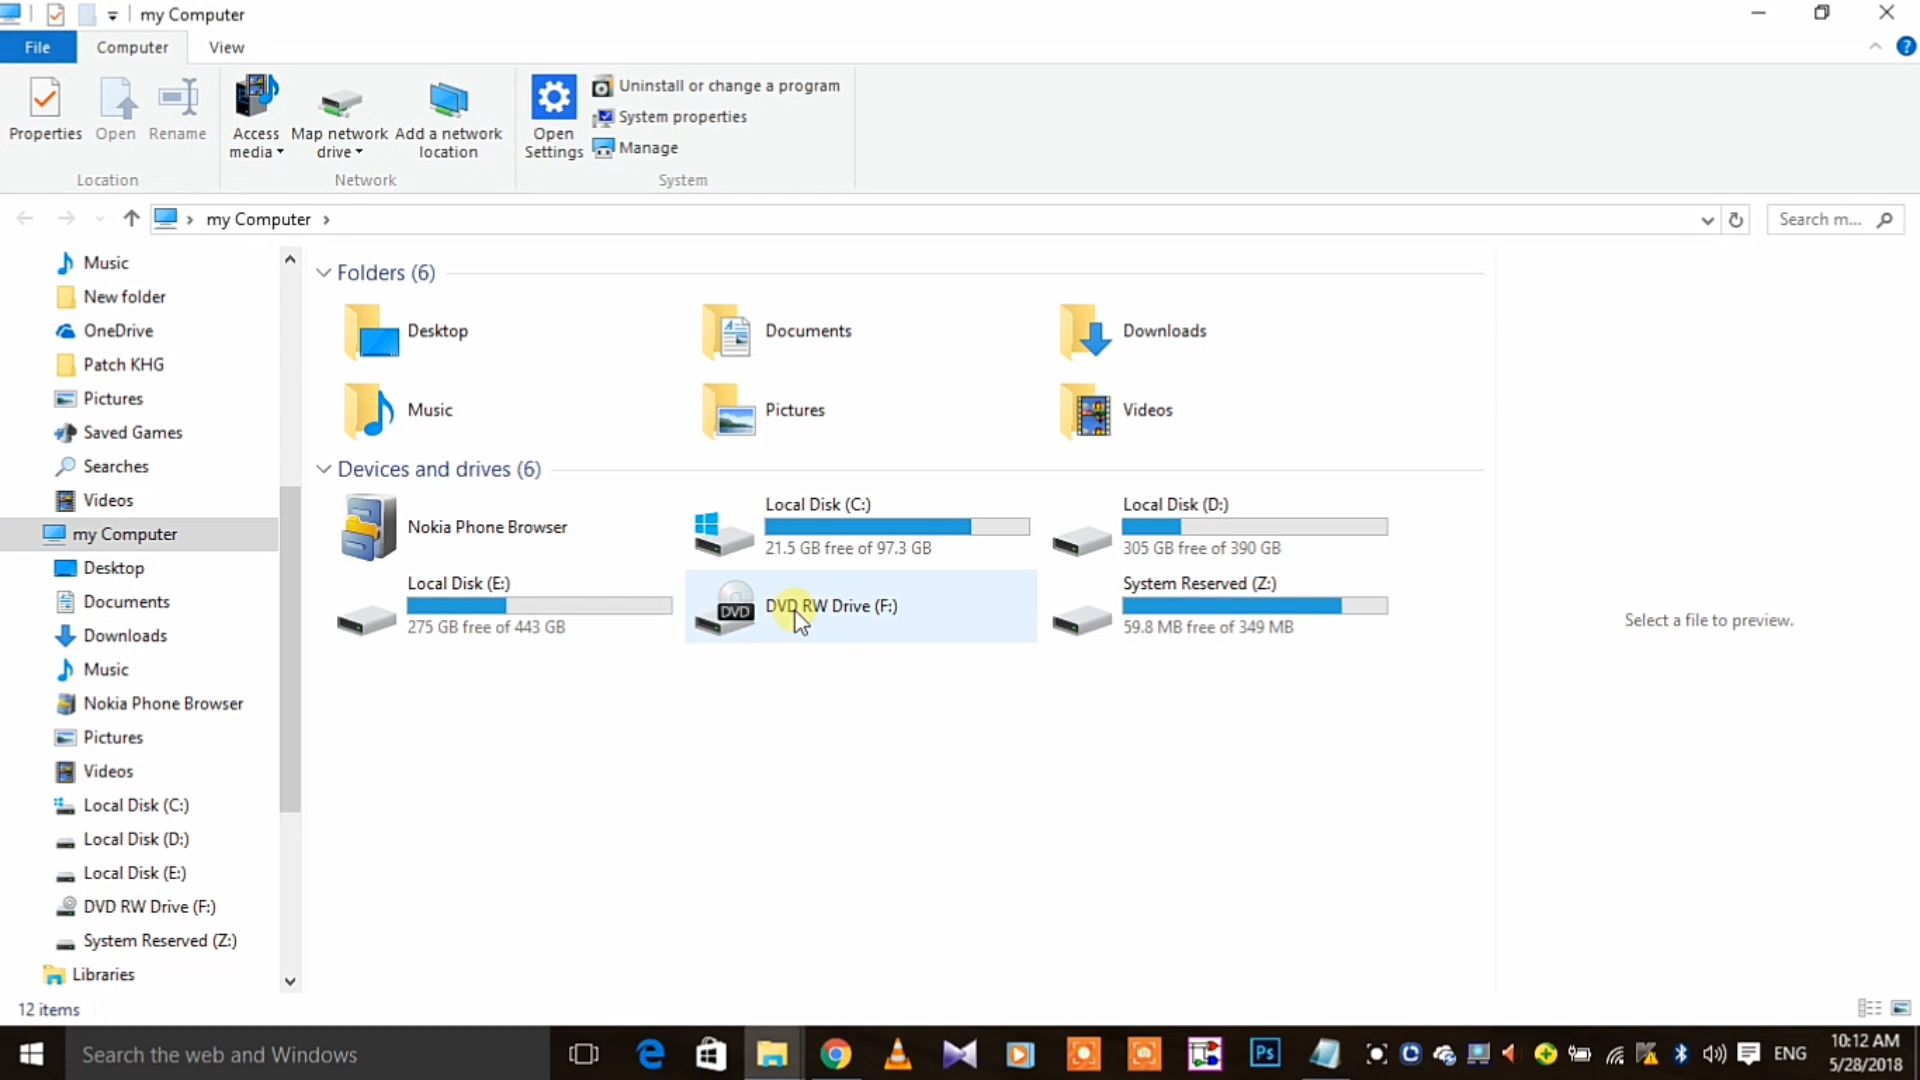 my Computer
File
Computer
View
Properties
Open
Rename
Access media
Map network drive
Add a network location
Open Settings
Uninstall or change a program
System properties
Manage
Location
Network
System
my Computer
Search m...
Music
New folder
OneDrive
Patch KHG
Pictures
Saved Games
Searches
Videos
my Computer
Desktop
Documents
Downloads
Music
Nokia Phone Browser
Pictures
Videos
Local Disk (C:)
Local Disk (D:)
Local Disk (E:)
DVD RW Drive (F:)
System Reserved (Z:)
Libraries
Folders (6)
Desktop
Documents
Downloads
Music
Pictures
Videos
Devices and drives (6)
Nokia Phone Browser
Local Disk (C:)
21.5 GB free of 97.3 GB
Local Disk (D:)
305 GB free of 390 GB
Local Disk (E:)
275 GB free of 443 GB
DVD
DVD RW Drive (F:)
System Reserved (Z:)
59.8 MB free of 349 MB
Select a file to preview.
12 items
Search the web and Windows
Ps
ENG
10:12 AM
5/28/2018